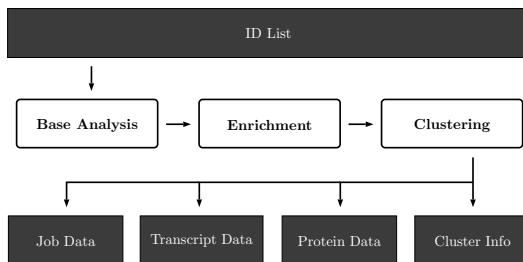 ID List
Base Analysis
Enrichment
Clustering
Job Data
Transcript Data
Protein Data
Cluster Info